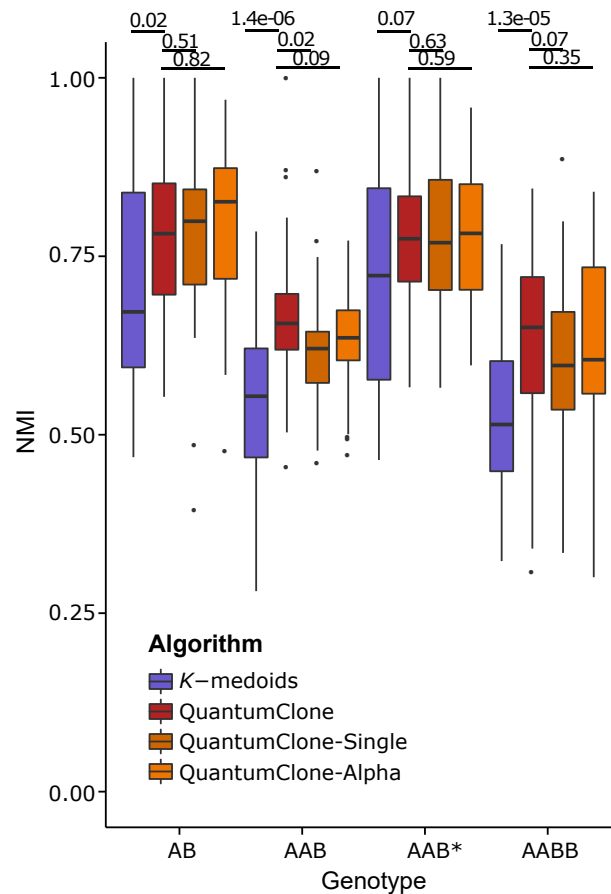 0.02 1.4e-06 0.07 1.3e-05
0.51 0.02 0.63 0.07
0.82 0.09 0.59 0.35
1.00
0.75
0.50
0.25
0.00
NMI
Algorithm
K−medoids
QuantumClone
QuantumClone-Single
QuantumClone-Alpha
AB AAB AAB* AABB
Genotype